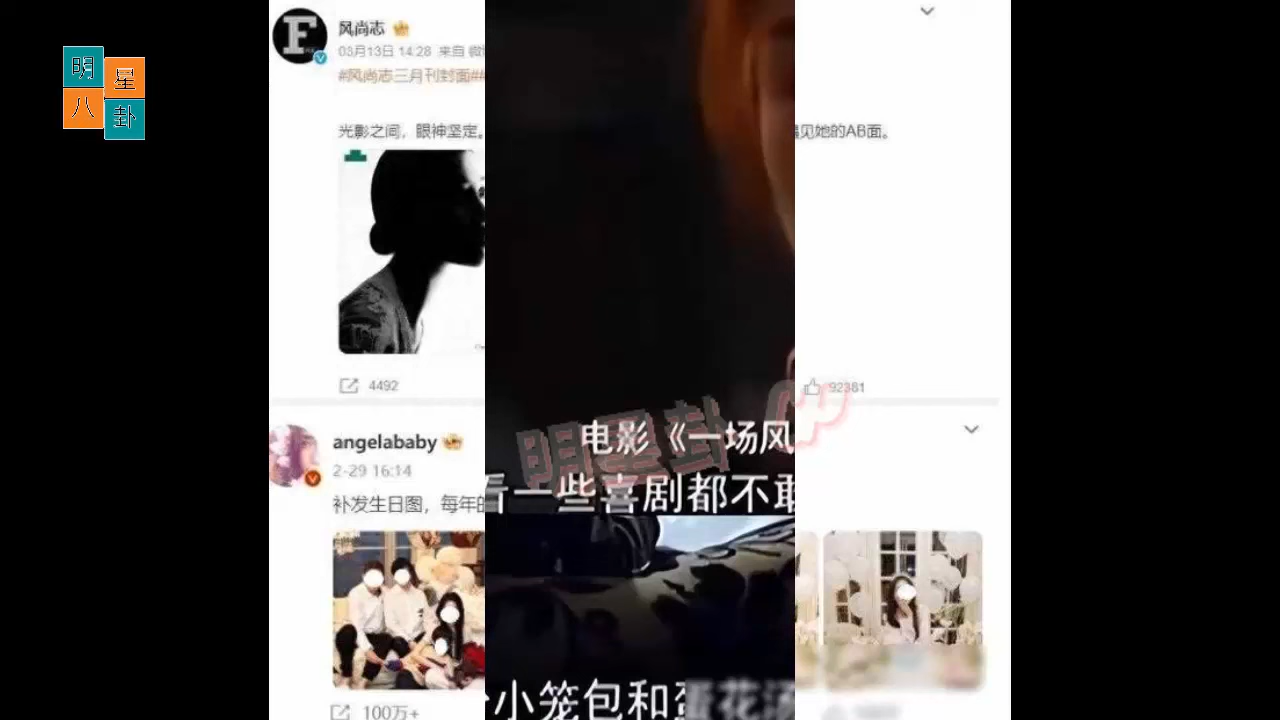 明星
八卦
风尚志
03月13日 14:28 来自 微
#风尚志三月刊封面#
光影之间，眼神坚定。
见她的AB面。
4492
92381
angelababy
2-29 16:14
补发生日图，每年的
100万+
明星卦
电影《一场风
看一些喜剧都不敢
小笼包和蛋花汤